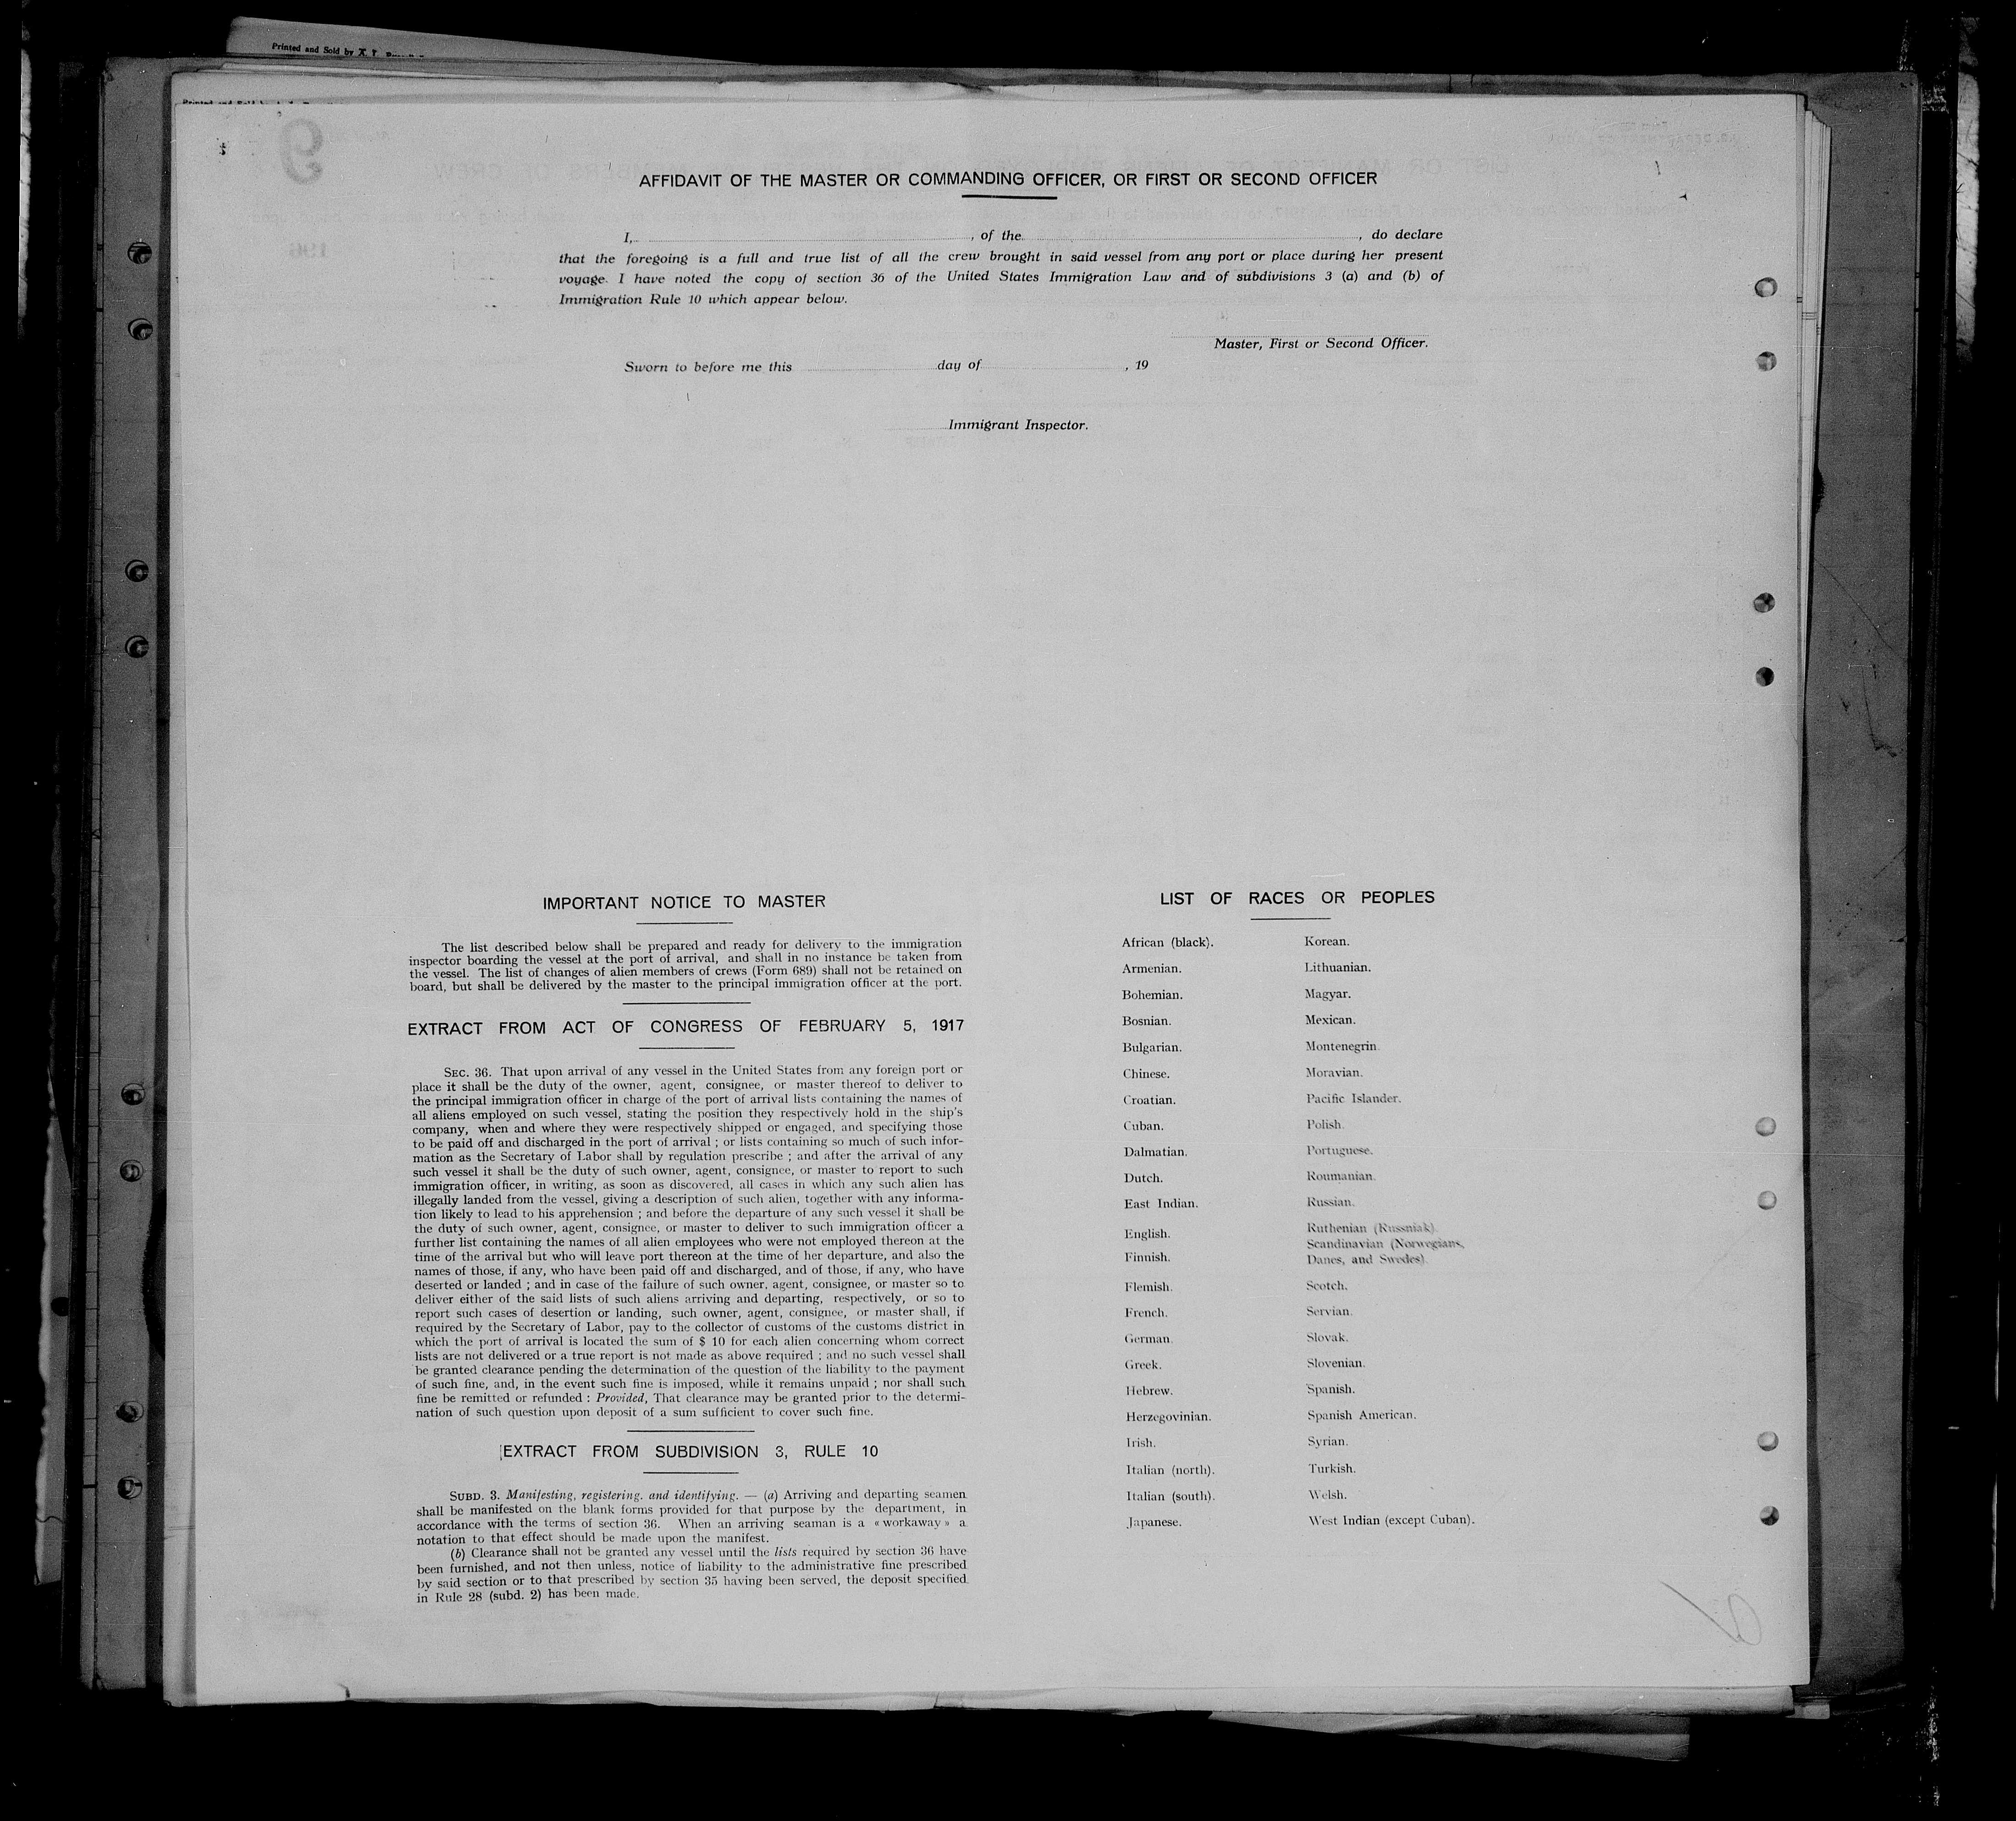 Printed and Sold by
AFFIDAVIT OF THE MASTER OR COMMANDING OFFICER, OR FIRST OR SECOND OFFICER
I, , of the , do declare
that the foregoing is a full and true list of all the crew brought in said vessel from any port or place during her present
voyage. I have noted the copy of section 36 of the United States Immigration Law and of subdivisions 3 (a) and (b) of
Immigration Rule 10 which appear below.
Master, First or Second Officer.
Sworn to before me this day of , 19
Immigrant Inspector.
IMPORTANT NOTICE TO MASTER
The list described below shall be prepared and ready for delivery to the immigration
inspector boarding the vessel at the port of arrival, and shall in no instance be taken from
the vessel. The list of changes of alien members of crews (Form 689) shall not be retained on
board, but shall be delivered by the master to the principal immigration officer at the port.
EXTRACT FROM ACT OF CONGRESS OF FEBRUARY 5, 1917
SEC. 36. That upon arrival of any vessel in the United States from any foreign port or
place it shall be the duty of the owner, agent, consignee, or master thereof to deliver to
the principal immigration officer in charge of the port of arrival lists containing the names of
all aliens employed on such vessel, stating the position they respectively hold in the ship's
company, when and where they were respectively shipped or engaged, and specifying those
to be paid off and discharged in the port of arrival ; or lists containing so much of such infor-
mation as the Secretary of Labor shall by regulation prescribe ; and after the arrival of any
such vessel it shall be the duty of such owner, agent, consignee, or master to report to such
immigration officer, in writing, as soon as discovered, all cases in which any such alien has
illegally landed from the vessel, giving a description of such alien, together with any informa-
tion likely to lead to his apprehension ; and before the departure of any such vessel it shall be
the duty of such owner, agent, consignee, or master to deliver to such immigration officer a
further list containing the names of all alien employees who were not employed thereon at the
time of the arrival but who will leave port thereon at the time of her departure, and also the
names of those, if any, who have been paid off and discharged, and of those, if any, who have
deserted or landed ; and in case of the failure of such owner, agent, consignee, or master so to
deliver either of the said lists of such aliens arriving and departing, respectively, or so to
report such cases of desertion or landing, such owner, agent, consignee, or master shall, if
required by the Secretary of Labor, pay to the collector of customs of the customs district in
which the port of arrival is located the sum of $ 10 for each alien concerning whom correct
lists are not delivered or a true report is not made as above required ; and no such vessel shall
be granted clearance pending the determination of the question of the liability to the payment
of such fine, and, in the event such fine is imposed, while it remains unpaid ; nor shall such
fine be remitted or refunded : Provided, That clearance may be granted prior to the determi-
nation of such question upon deposit of a sum sufficient to cover such fine.
EXTRACT FROM SUBDIVISION 3, RULE 10
SUBD. 3. Manifesting, registering, and identifying. — (a) Arriving and departing seamen
shall be manifested on the blank forms provided for that purpose by the department, in
accordance with the terms of section 36. When an arriving seaman is a « workaway » a
notation to that effect should be made upon the manifest.
(b) Clearance shall not be granted any vessel until the lists required by section 36 have
been furnished, and not then unless, notice of liability to the administrative fine prescribed
by said section or to that prescribed by section 35 having been served, the deposit specified
in Rule 28 (subd. 2) has been made.
LIST OF RACES OR PEOPLES
African (black).
Armenian.
Bohemian.
Bosnian.
Bulgarian.
Chinese.
Croatian.
Cuban.
Dalmatian.
Dutch.
East Indian.
English.
Finnish.
Flemish.
French.
German.
Greek.
Hebrew.
Herzegovinian.
Irish.
Italian (north).
Italian (south).
Japanese.
Korean.
Lithuanian.
Magyar.
Mexican.
Montenegrin.
Moravian.
Pacific Islander.
Polish.
Portuguese.
Roumanian.
Russian.
Ruthenian (Russniak).
Scandinavian (Norwegians,
Danes, and Swedes).
Scotch.
Servian.
Slovak.
Slovenian.
Spanish.
Spanish American.
Syrian.
Turkish.
Welsh.
West Indian (except Cuban).